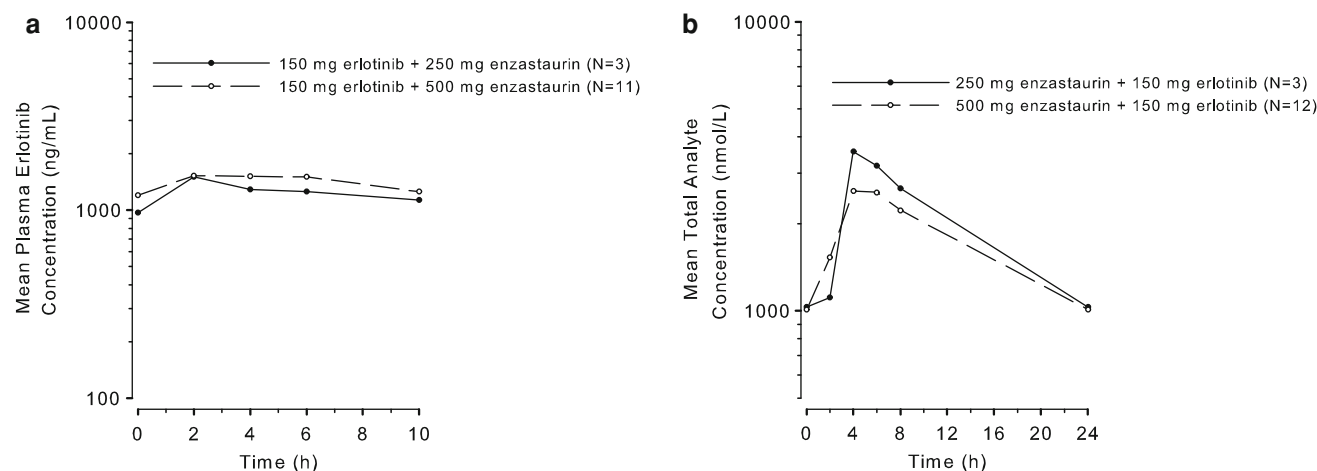 a
10000
150 mg erlotinib + 250 mg enzastaurin (N=3)
150 mg erlotinib + 500 mg enzastaurin (N=11)
Mean Plasma Erlotinib
Concentration (ng/mL)
1000
100
0 2 4 6 8 10
Time (h)
b
10000
250 mg enzastaurin + 150 mg erlotinib (N=3)
500 mg enzastaurin + 150 mg erlotinib (N=12)
Mean Total Analyte
Concentration (nmol/L)
1000
0 4 8 12 16 20 24
Time (h)